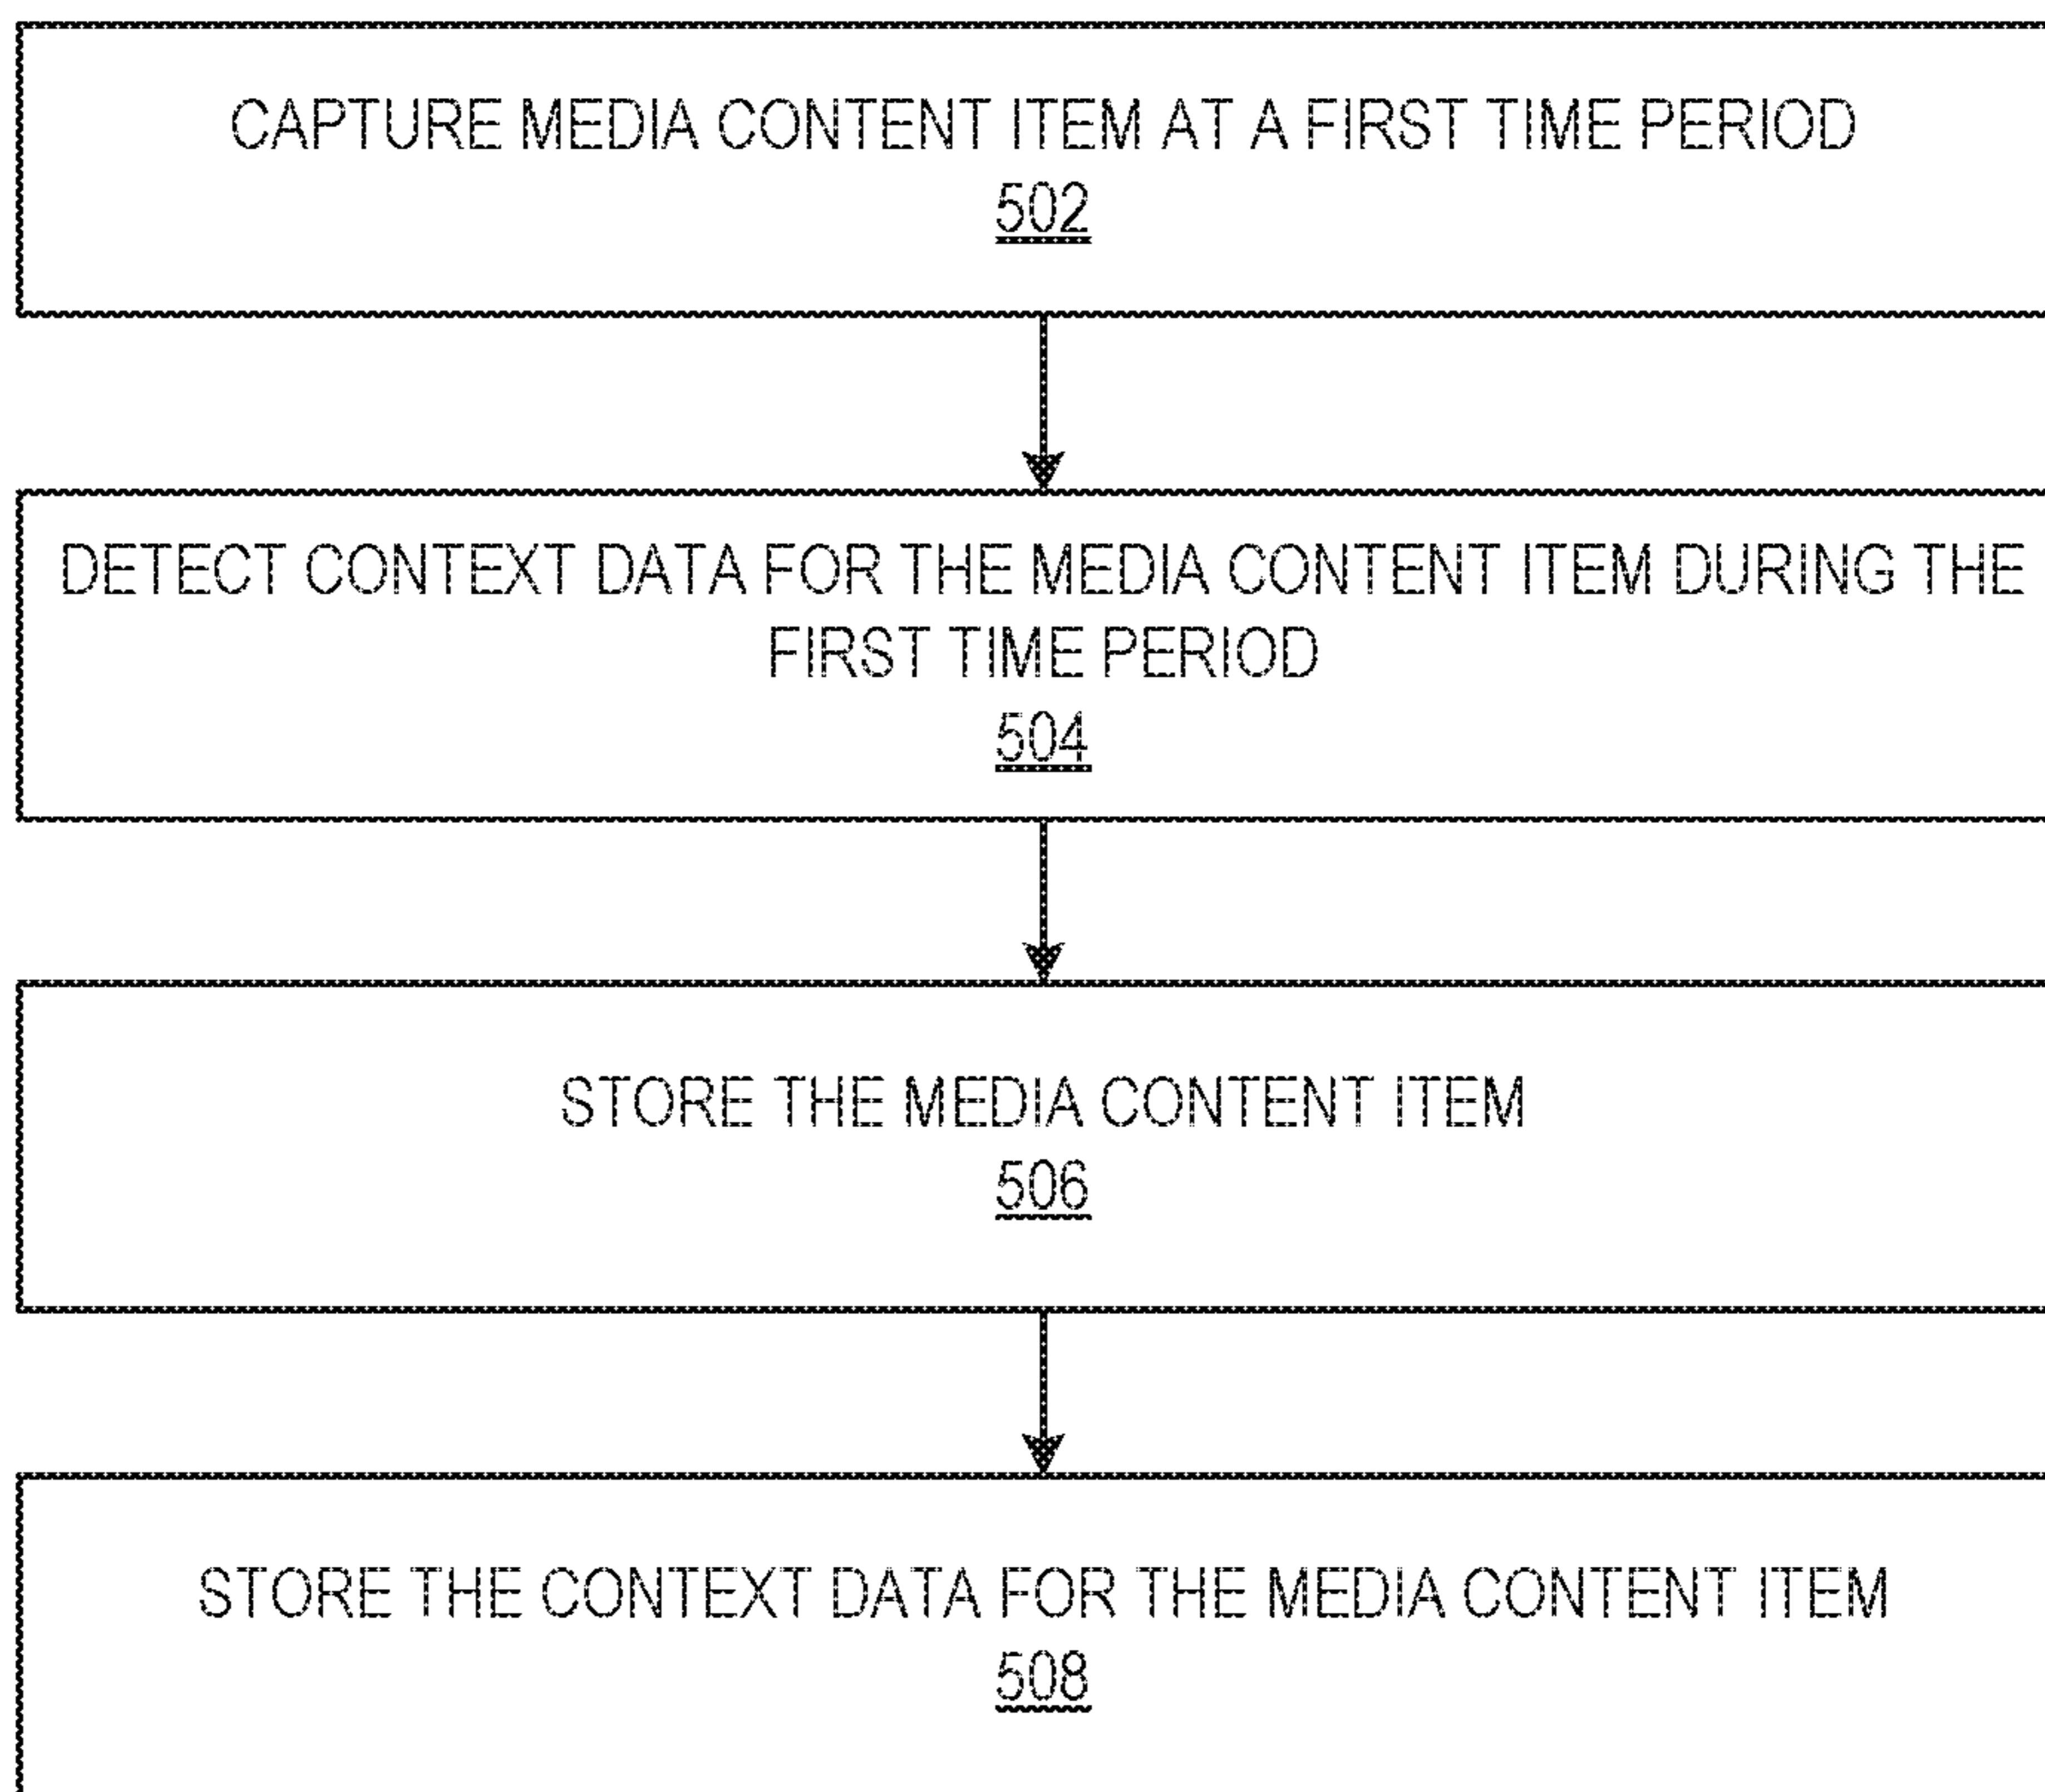 CAPTURE MEDIA CONTENT ITEM AT A FIRST TIME PERIOD
502
DETECT CONTEXT DATA FOR THE MEDIA CONTENT ITEM DURING THE
FIRST TIME PERIOD
504
STORE THE MEDIA CONTENT ITEM
506
STORE THE CONTEXT DATA FOR THE MEDIA CONTENT ITEM
508